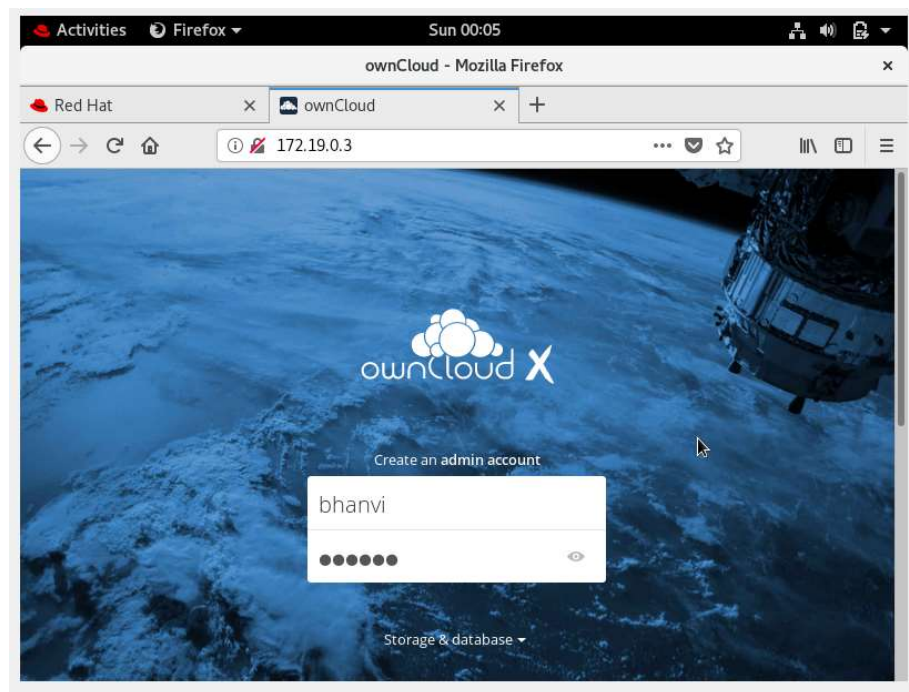 Activities Firefox Sun 00:05
ownCloud - Mozilla Firefox
Red Hat ownCloud
172.19.0.3
ownCloud X
Create an admin account
bhanvi
●●●●●●
Storage & database